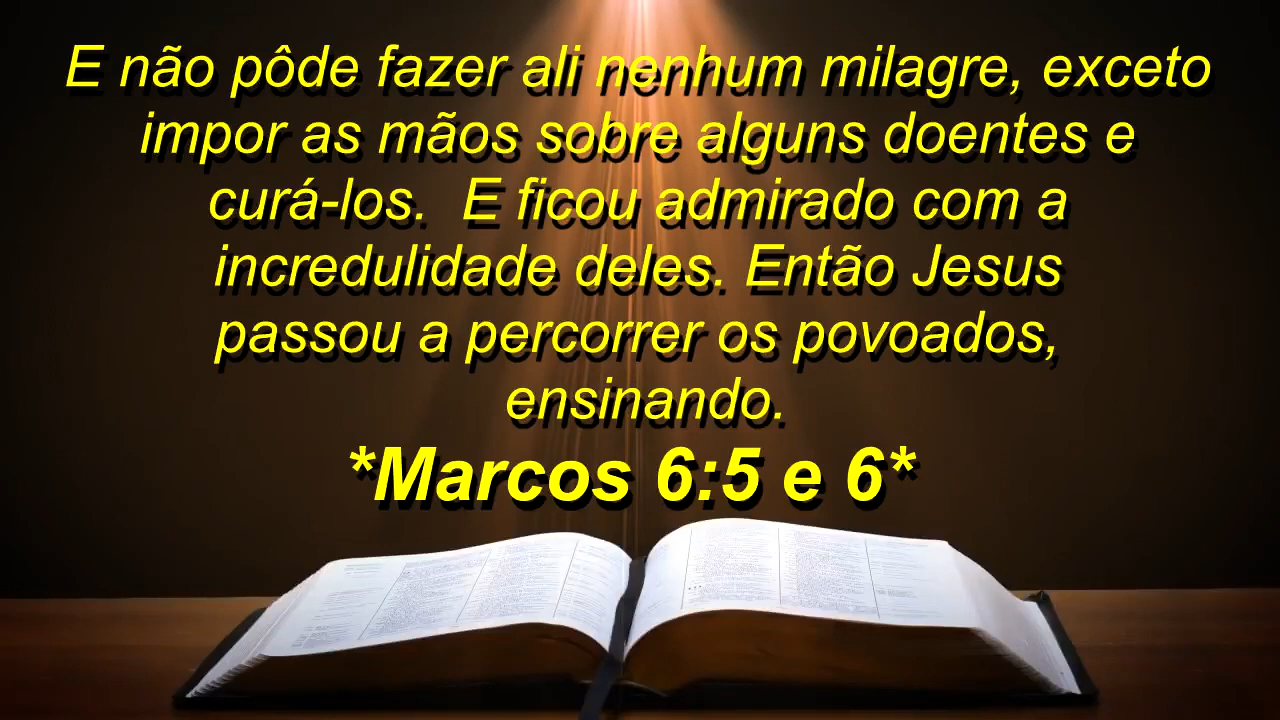 E não pôde fazer ali nenhum milagre, exceto
impor as mãos sobre alguns doentes e
curá-los.  E ficou admirado com a
incredulidade deles. Então Jesus
passou a percorrer os povoados,
ensinando.
*Marcos 6:5 e 6*